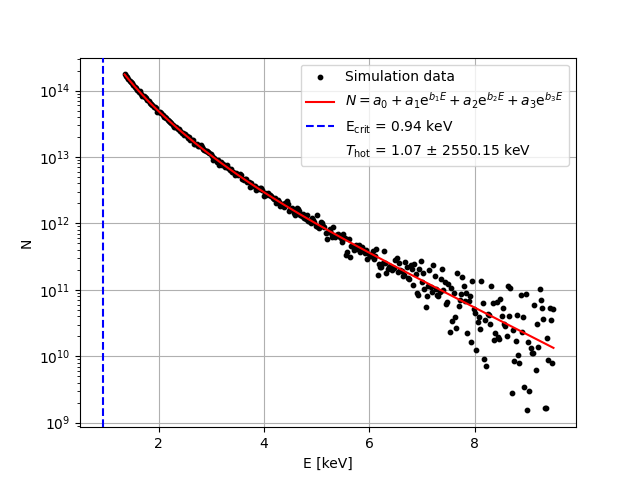 Simulation data
N = a₀ + a₁e^{b₁E} + a₂e^{b₂E} + a₃e^{b₃E}
E_crit = 0.94 keV
T_hot = 1.07 ± 2550.15 keV
10¹⁴
10¹³
10¹²
10¹¹
10¹⁰
10⁹
N
2 4 6 8
E [keV]